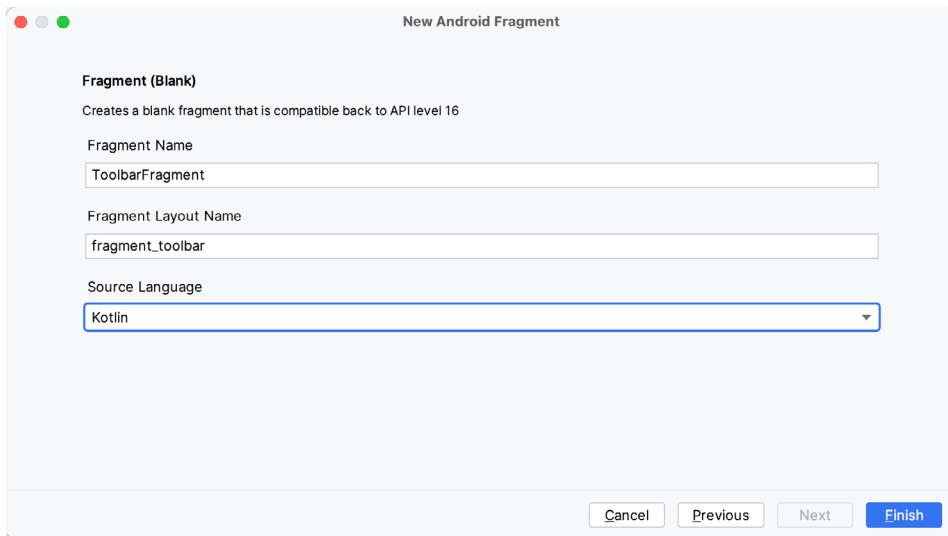 New Android Fragment
Fragment (Blank)
Creates a blank fragment that is compatible back to API level 16
Fragment Name
ToolbarFragment
Fragment Layout Name
fragment_toolbar
Source Language
Kotlin
Cancel Previous Next Finish